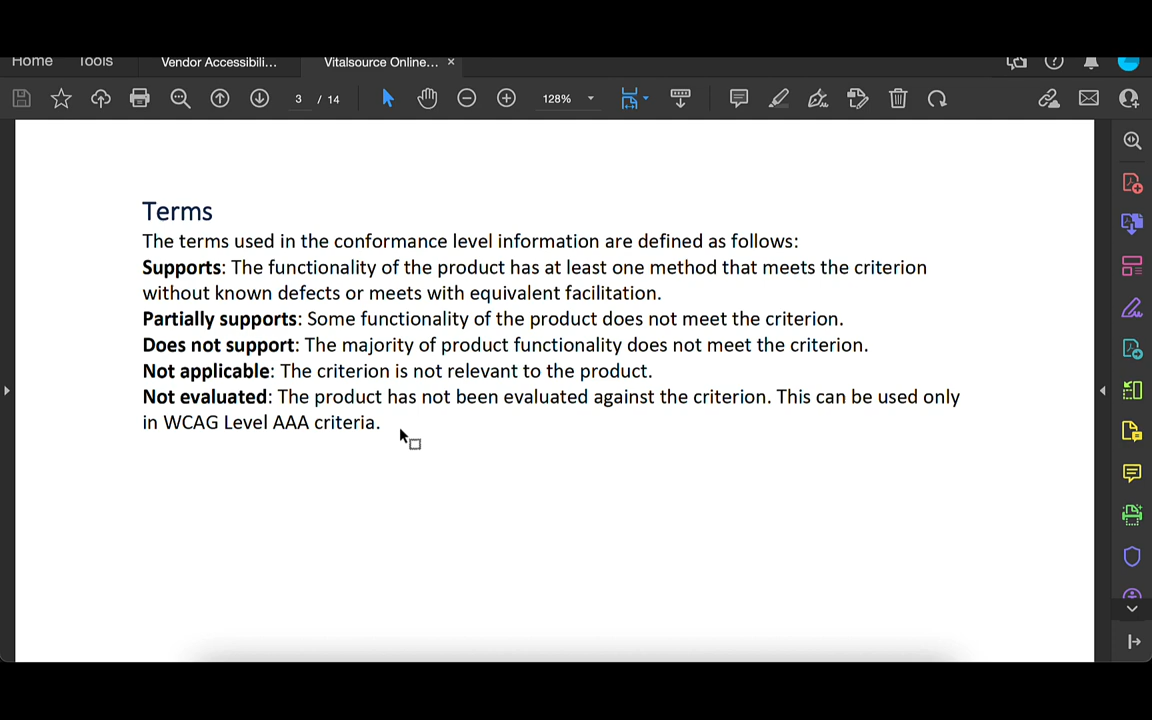 Home Tools Vendor Accessibili... Vitalsource Online... ×
3 / 14 128%
Terms
The terms used in the conformance level information are defined as follows:
Supports: The functionality of the product has at least one method that meets the criterion
without known defects or meets with equivalent facilitation.
Partially supports: Some functionality of the product does not meet the criterion.
Does not support: The majority of product functionality does not meet the criterion.
Not applicable: The criterion is not relevant to the product.
Not evaluated: The product has not been evaluated against the criterion. This can be used only
in WCAG Level AAA criteria.